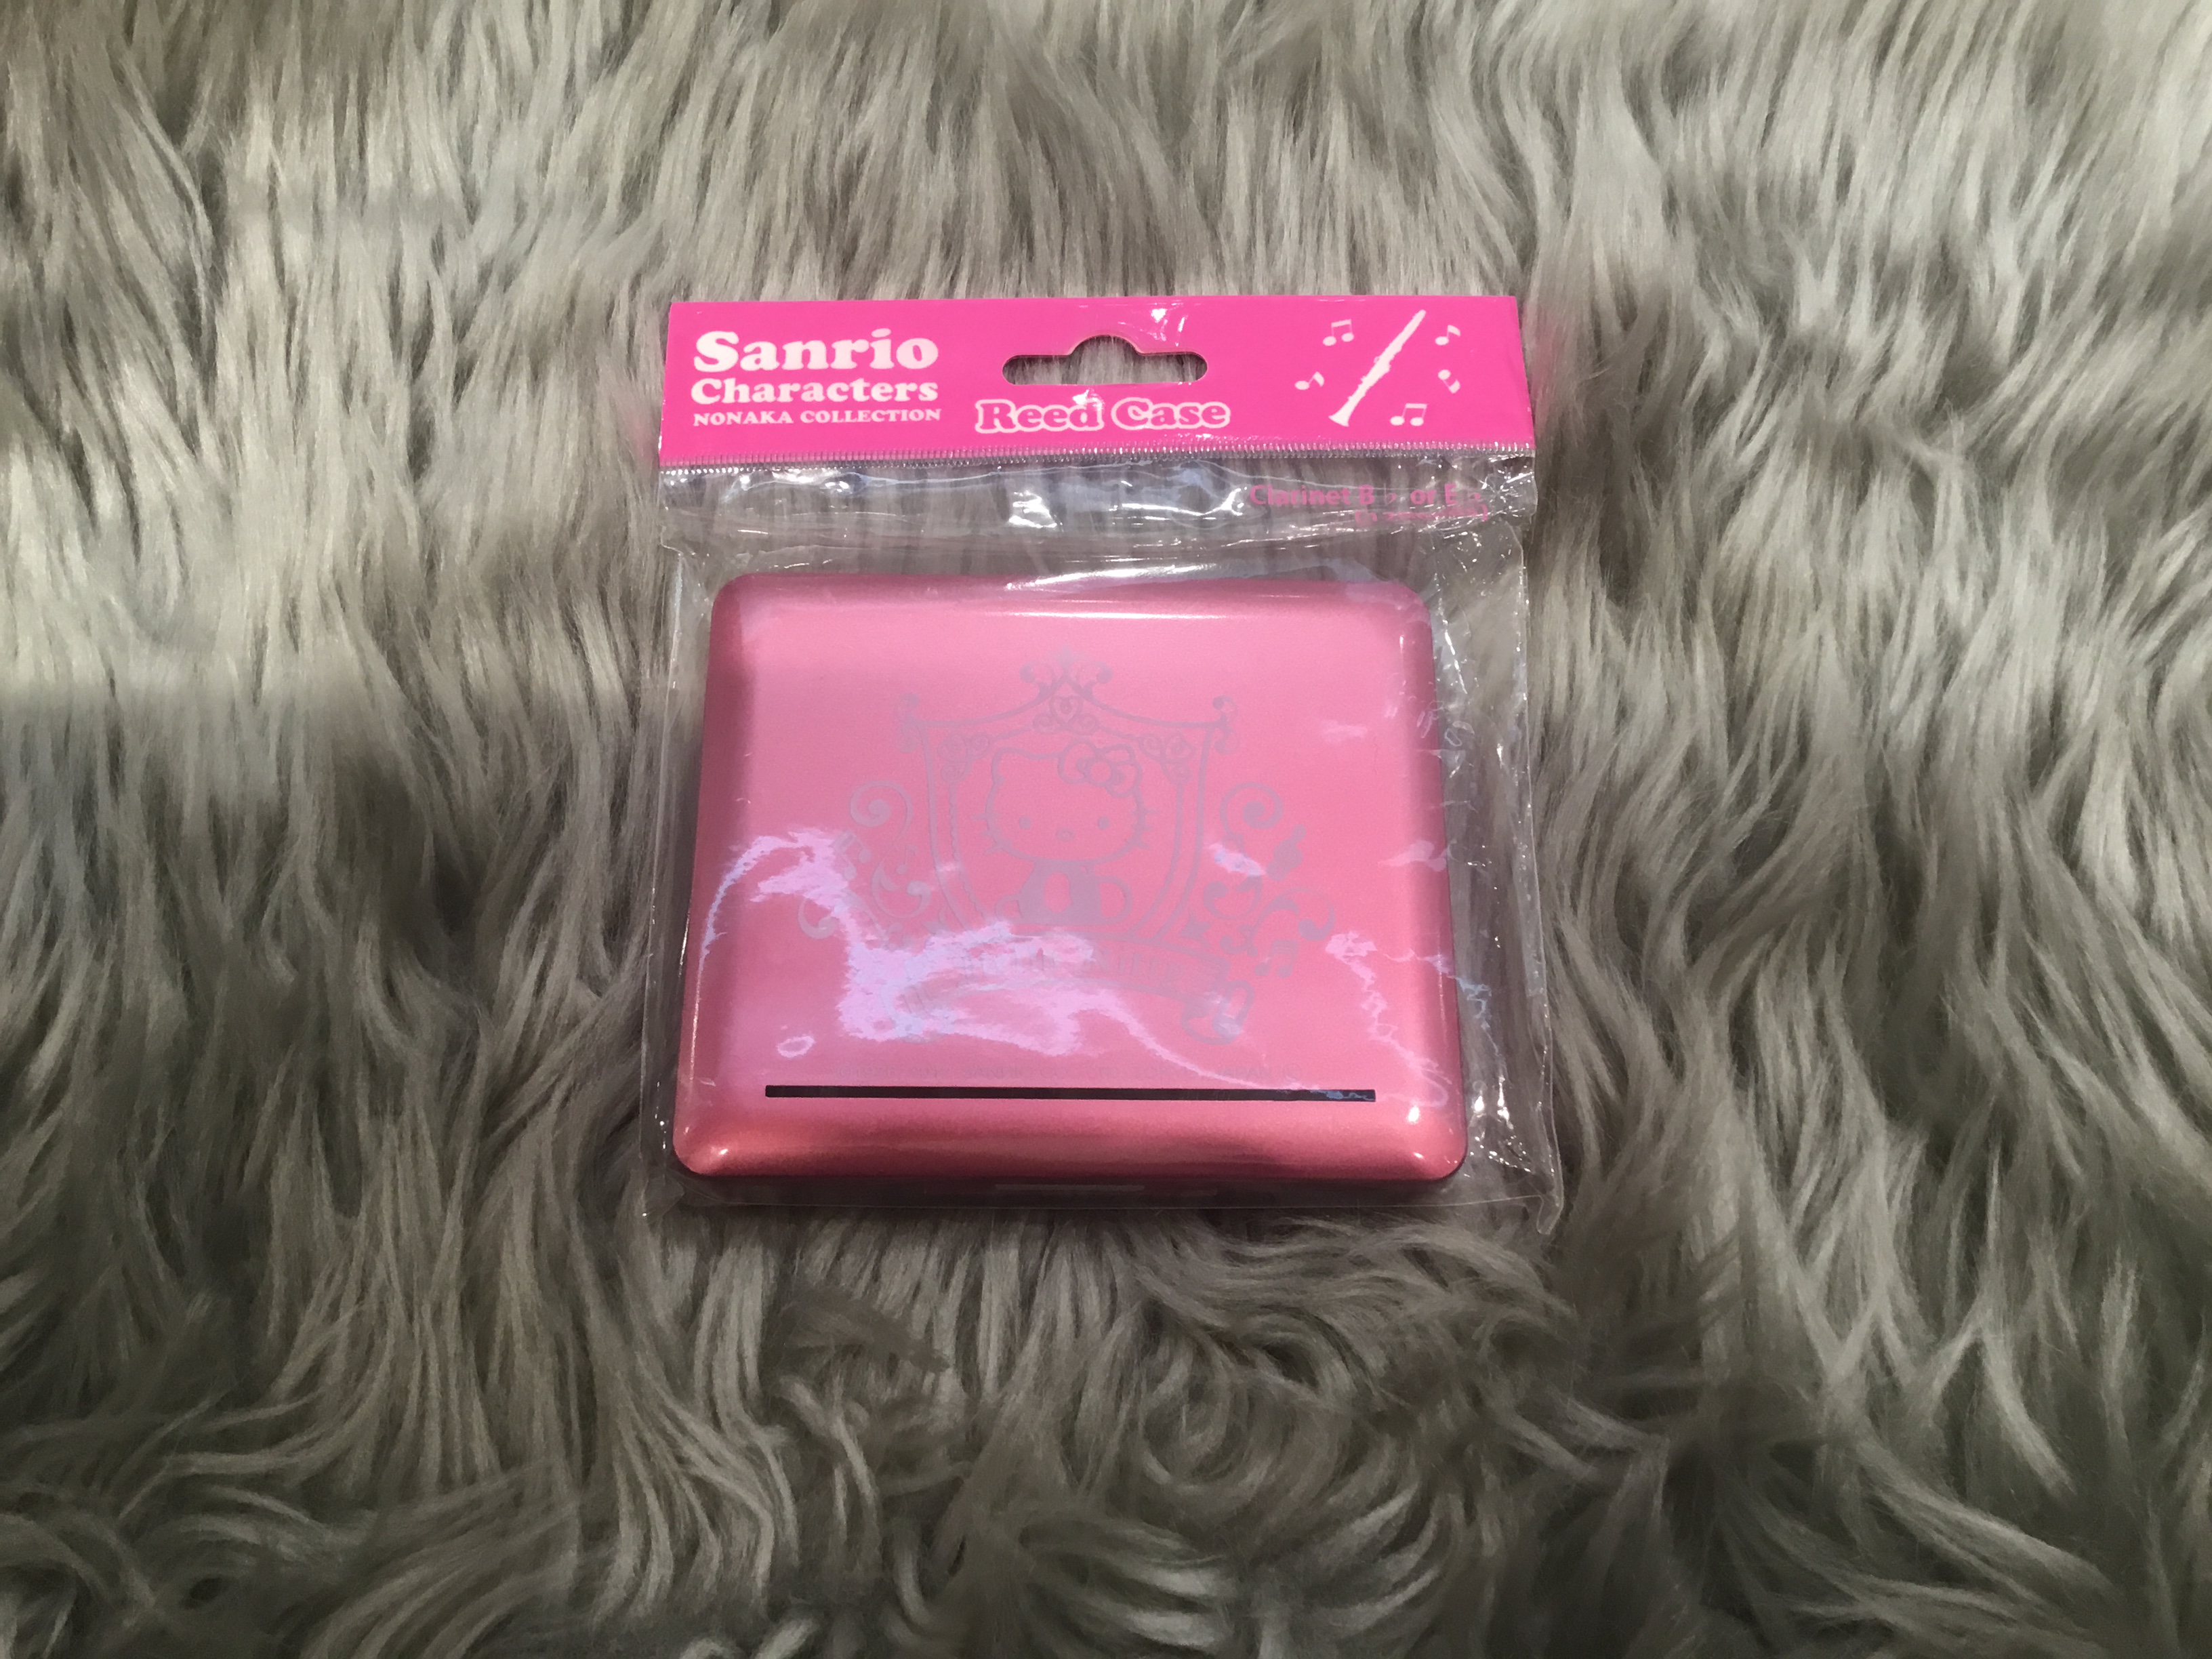 Sanrio
Characters
NONAKA COLLECTION
Reed Case
Clarinet B♭ or E♭